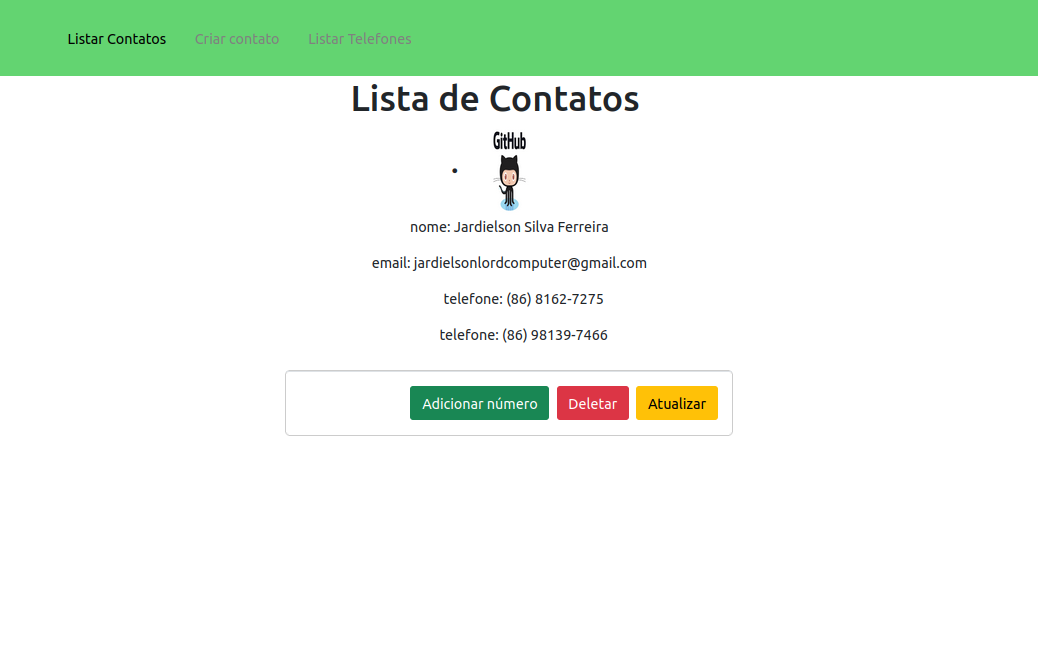 Listar Contatos Criar contato Listar Telefones
Lista de Contatos
GitHub
nome: Jardielson Silva Ferreira
email: jardielsonlordcomputer@gmail.com
telefone: (86) 8162-7275
telefone: (86) 98139-7466
Adicionar número Deletar Atualizar